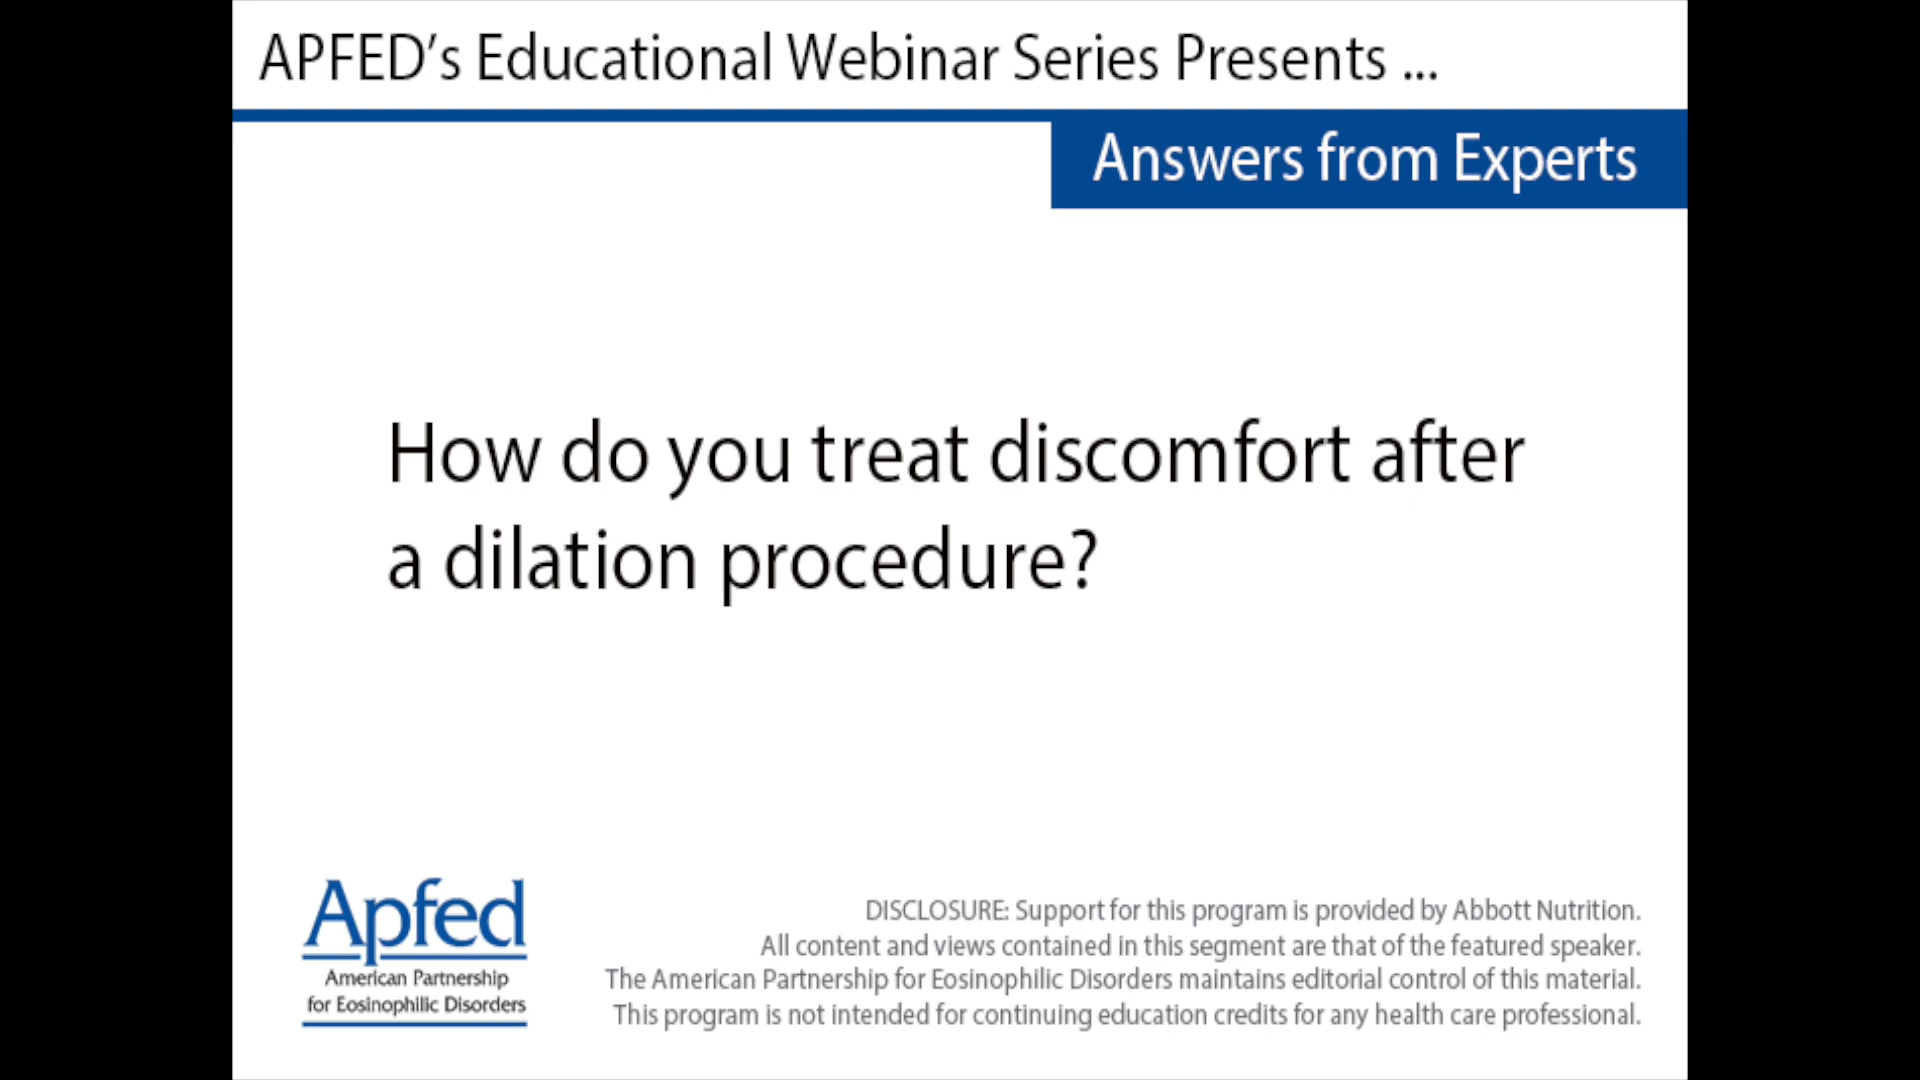 APFED’s Educational Webinar Series Presents ...
Answers from Experts
How do you treat discomfort after
a dilation procedure?
Apfed
American Partnership
for Eosinophilic Disorders
DISCLOSURE: Support for this program is provided by Abbott Nutrition.
All content and views contained in this segment are that of the featured speaker.
The American Partnership for Eosinophilic Disorders maintains editorial control of this material.
This program is not intended for continuing education credits for any health care professional.